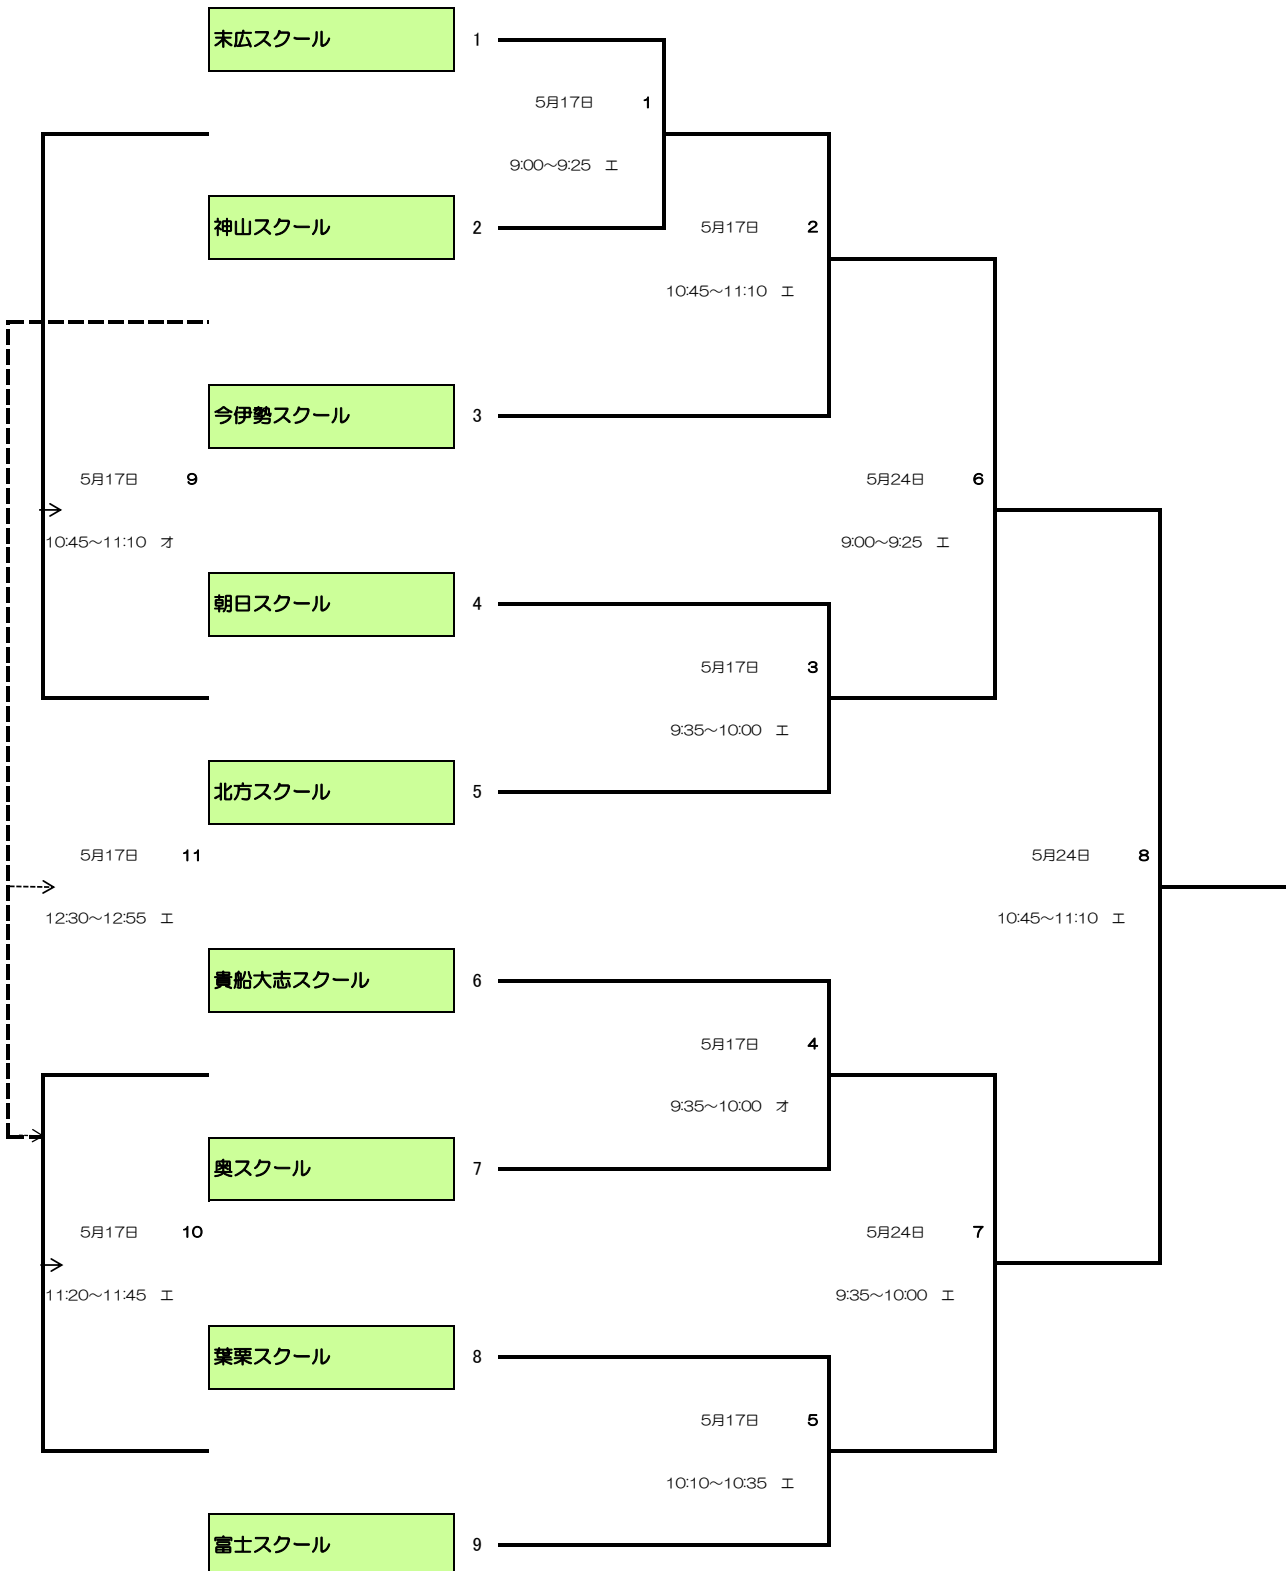 末広スクール 1
5月17日 1
9:00～9:25 エ
神山スクール 2
5月17日 2
10:45～11:10 エ
今伊勢スクール 3
5月17日 9
5月24日 6
10:45～11:10 オ
9:00～9:25 エ
朝日スクール 4
5月17日 3
9:35～10:00 エ
北方スクール 5
5月17日 11
5月24日 8
12:30～12:55 エ
10:45～11:10 エ
貴船大志スクール 6
5月17日 4
9:35～10:00 オ
奥スクール 7
5月17日 10
5月24日 7
11:20～11:45 エ
9:35～10:00 エ
葉栗スクール 8
5月17日 5
10:10～10:35 エ
富士スクール 9